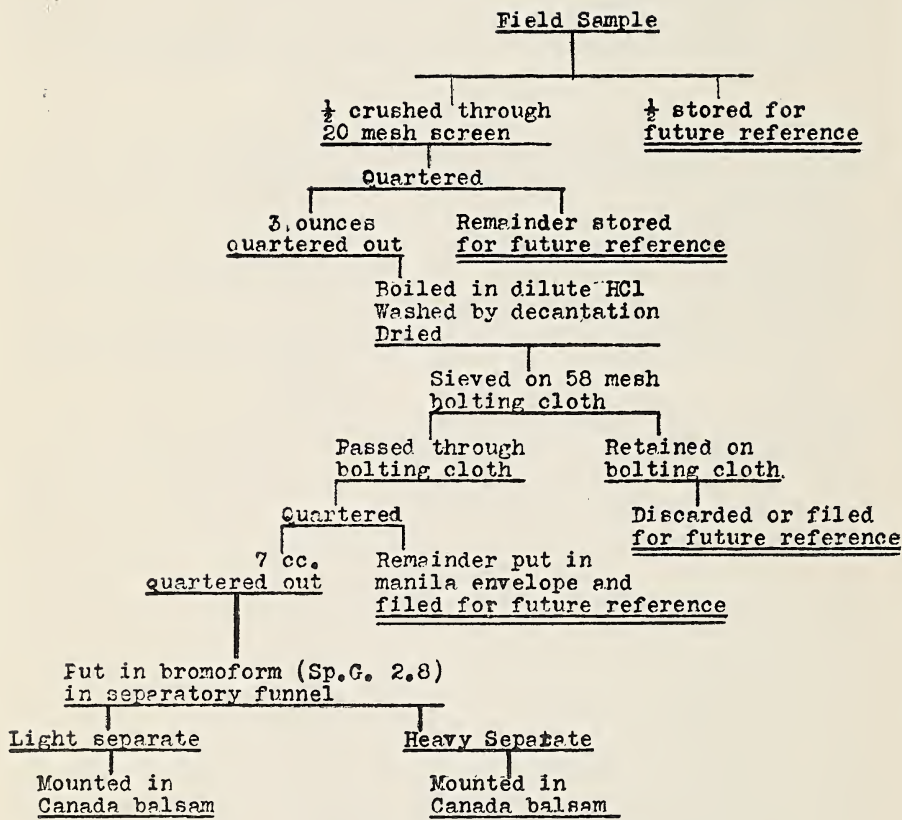 Field Sample
½ crushed through
20 mesh screen
½ stored for
future reference
Quartered
3 ounces
quartered out
Remainder stored
for future reference
Boiled in dilute HCl
Washed by decantation
Dried
Sieved on 58 mesh
bolting cloth
Passed through
bolting cloth
Retained on
bolting cloth.
Quartered
Discarded or filed
for future reference
7 cc.
quartered out
Remainder put in
manila envelope and
filed for future reference
Put in bromoform (Sp.G. 2.8)
in separatory funnel
Light separate
Heavy Separate
Mounted in
Canada balsam
Mounted in
Canada balsam